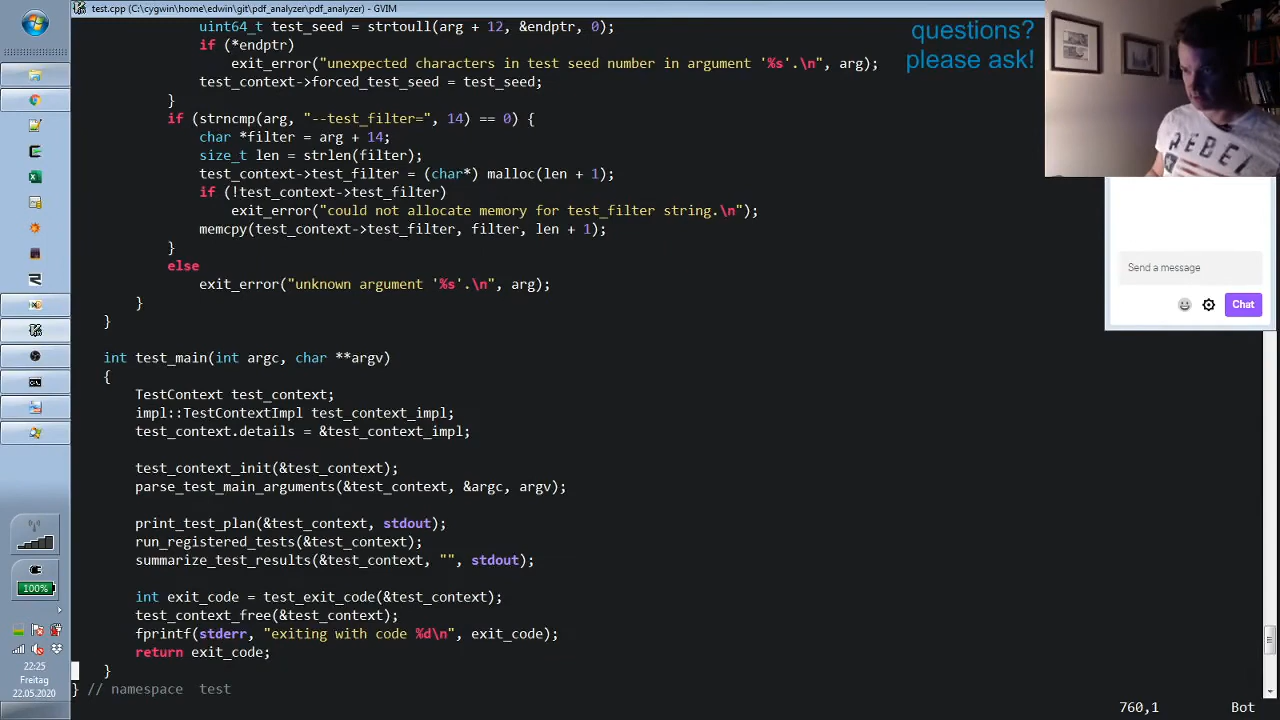 test.cpp (C:\cygwin\home\edwin\git\pdf_analyzer\pdf_analyzer) - GVIM
uint64_t test_seed = strtoull(arg + 12, &endptr, 0);
if (*endptr)
exit_error("unexpected characters in test seed number in argument '%s'.\n", arg);
test_context->forced_test_seed = test_seed;
}
if (strncmp(arg, "--test_filter=", 14) == 0) {
char *filter = arg + 14;
size_t len = strlen(filter);
test_context->test_filter = (char*) malloc(len + 1);
if (!test_context->test_filter)
exit_error("could not allocate memory for test_filter string.\n");
memcpy(test_context->test_filter, filter, len + 1);
}
else
exit_error("unknown argument '%s'.\n", arg);
}
}
int test_main(int argc, char **argv)
{
TestContext test_context;
impl::TestContextImpl test_context_impl;
test_context.details = &test_context_impl;
test_context_init(&test_context);
parse_test_main_arguments(&test_context, &argc, argv);
print_test_plan(&test_context, stdout);
run_registered_tests(&test_context);
summarize_test_results(&test_context, "", stdout);
int exit_code = test_exit_code(&test_context);
test_context_free(&test_context);
fprintf(stderr, "exiting with code %d\n", exit_code);
return exit_code;
}
} // namespace  test
760,1
Bot
questions?
please ask!
REBEL
Send a message
Chat
100%
22:25
Freitag
22.05.2020